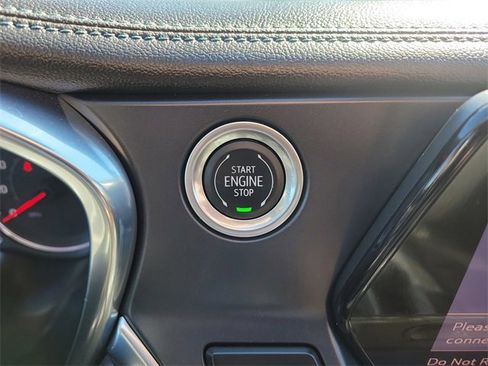 START
ENGINE
STOP
Pleas
conne
Do Not R